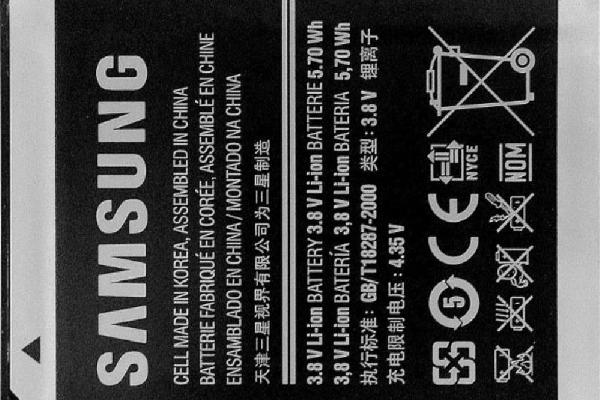 SAMSUNG
CELL MADE IN KOREA, ASSEMBLED IN CHINA
BATTERIE FABRIQUÉ EN CORÉE, ASSEMBLÉ EN CHINE
ENSAMBLADO EN CHINA / MONTADO NA CHINA
天津三星视界有限公司为三星制造
3.8 V Li-ion BATTERY 3.8 V Li-ion BATTERIE 5.70 Wh
3,8 V Li-ion BATERÍA 3,8 V Li-ion BATERIA 5,70 Wh
执行标准: GB/T18287-2000 类型: 3.8 V 锂离子
充电限制电压: 4.35 V
5
CE
NYCE
NOM